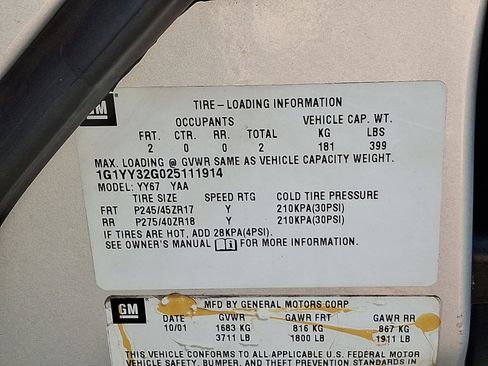 GM
TIRE-LOADING INFORMATION
OCCUPANTS VEHICLE CAP. WT.
FRT. CTR. RR. TOTAL KG LBS
2 0 0 2 181 399
MAX. LOADING @ GVWR SAME AS VEHICLE CAPACITY WEIGHT.
1G1YY32G025111914
MODEL: YY67 YAA
TIRE SIZE SPEED RTG COLD TIRE PRESSURE
FRT P245/45ZR17 Y 210KPA(30PSI)
RR P275/40ZR18 Y 210KPA(30PSI)
IF TIRES ARE HOT, ADD 28KPA(4PSI).
SEE OWNER'S MANUAL FOR MORE INFORMATION.
GM
MFD BY GENERAL MOTORS CORP
DATE GVWR GAWR FRT GAWR RR
10/01 1683 KG 816 KG 867 KG
3711 LB 1800 LB 1911 LB
THIS VEHICLE CONFORMS TO ALL APPLICABLE U.S. FEDERAL MOTOR
VEHICLE SAFETY, BUMPER, AND THEFT PREVENTION STANDARDS